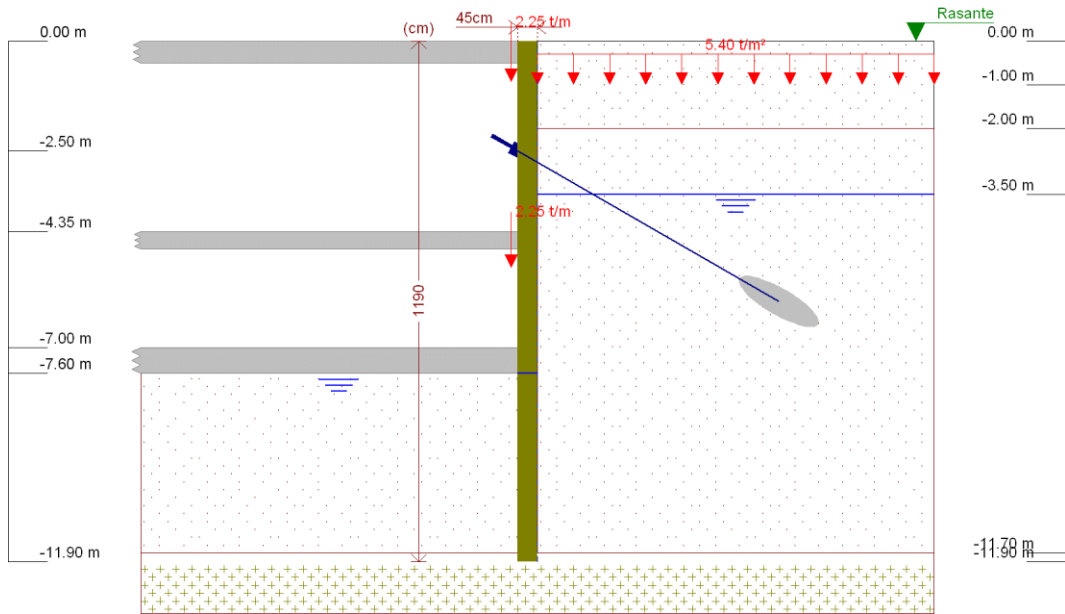 45cm
2.25 t/m
Rasante
0.00 m
(cm)
0.00 m
5.40 t/m²
-1.00 m
-2.00 m
-2.50 m
-3.50 m
2.25 t/m
-4.35 m
1190
-7.00 m
-7.60 m
-11.90 m
-11.70 m
-11.90 m